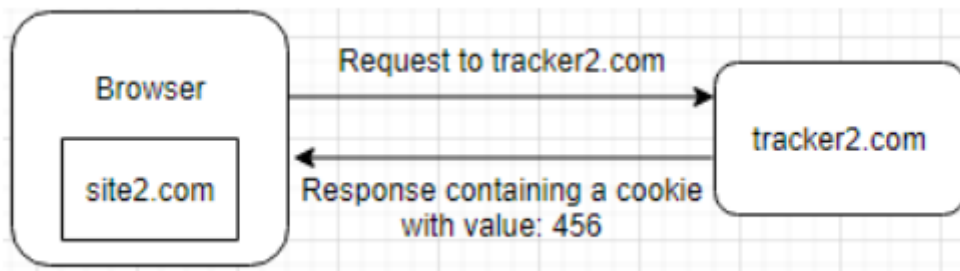 Browser
site2.com
Request to tracker2.com
Response containing a cookie
with value: 456
tracker2.com